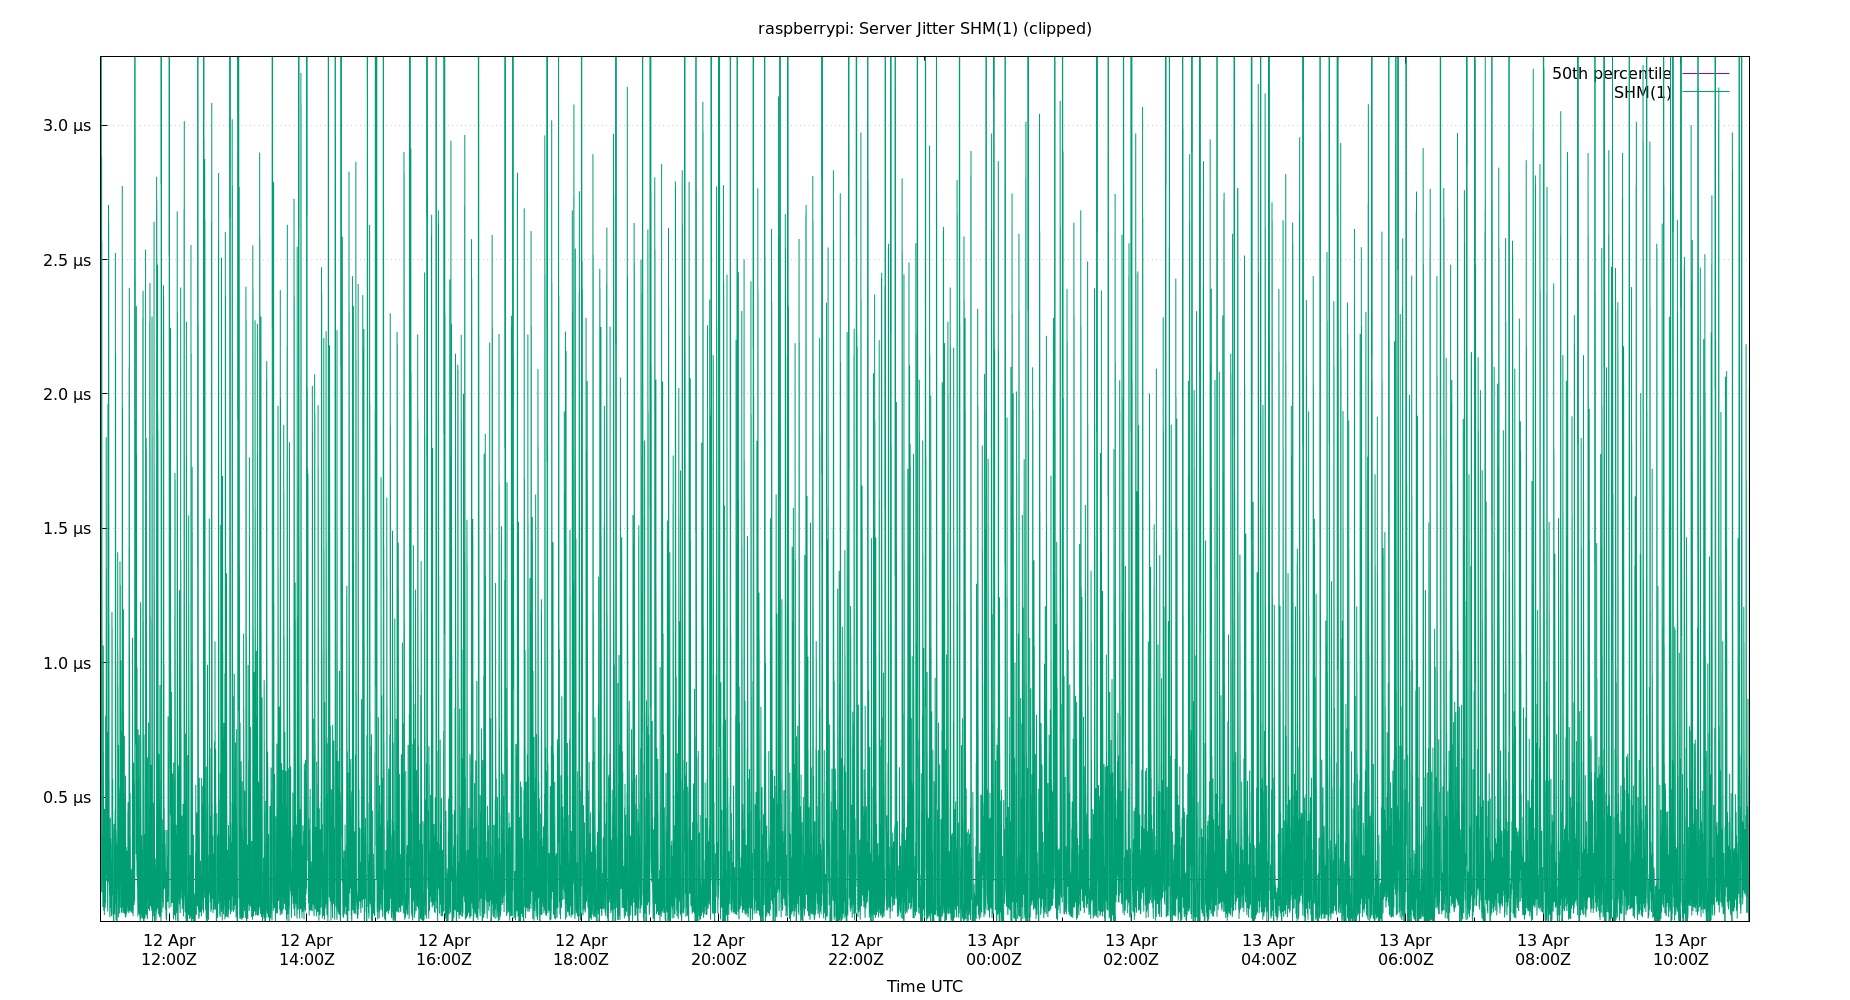 raspberrypi: Server Jitter SHM(1) (clipped)
50th percentile
SHM(1)
3.0 µs
2.5 µs
2.0 µs
1.5 µs
1.0 µs
0.5 µs
12 Apr 12 Apr 12 Apr 12 Apr 12 Apr 12 Apr 13 Apr 13 Apr 13 Apr 13 Apr 13 Apr 13 Apr
12:00Z 14:00Z 16:00Z 18:00Z 20:00Z 22:00Z 00:00Z 02:00Z 04:00Z 06:00Z 08:00Z 10:00Z
Time UTC